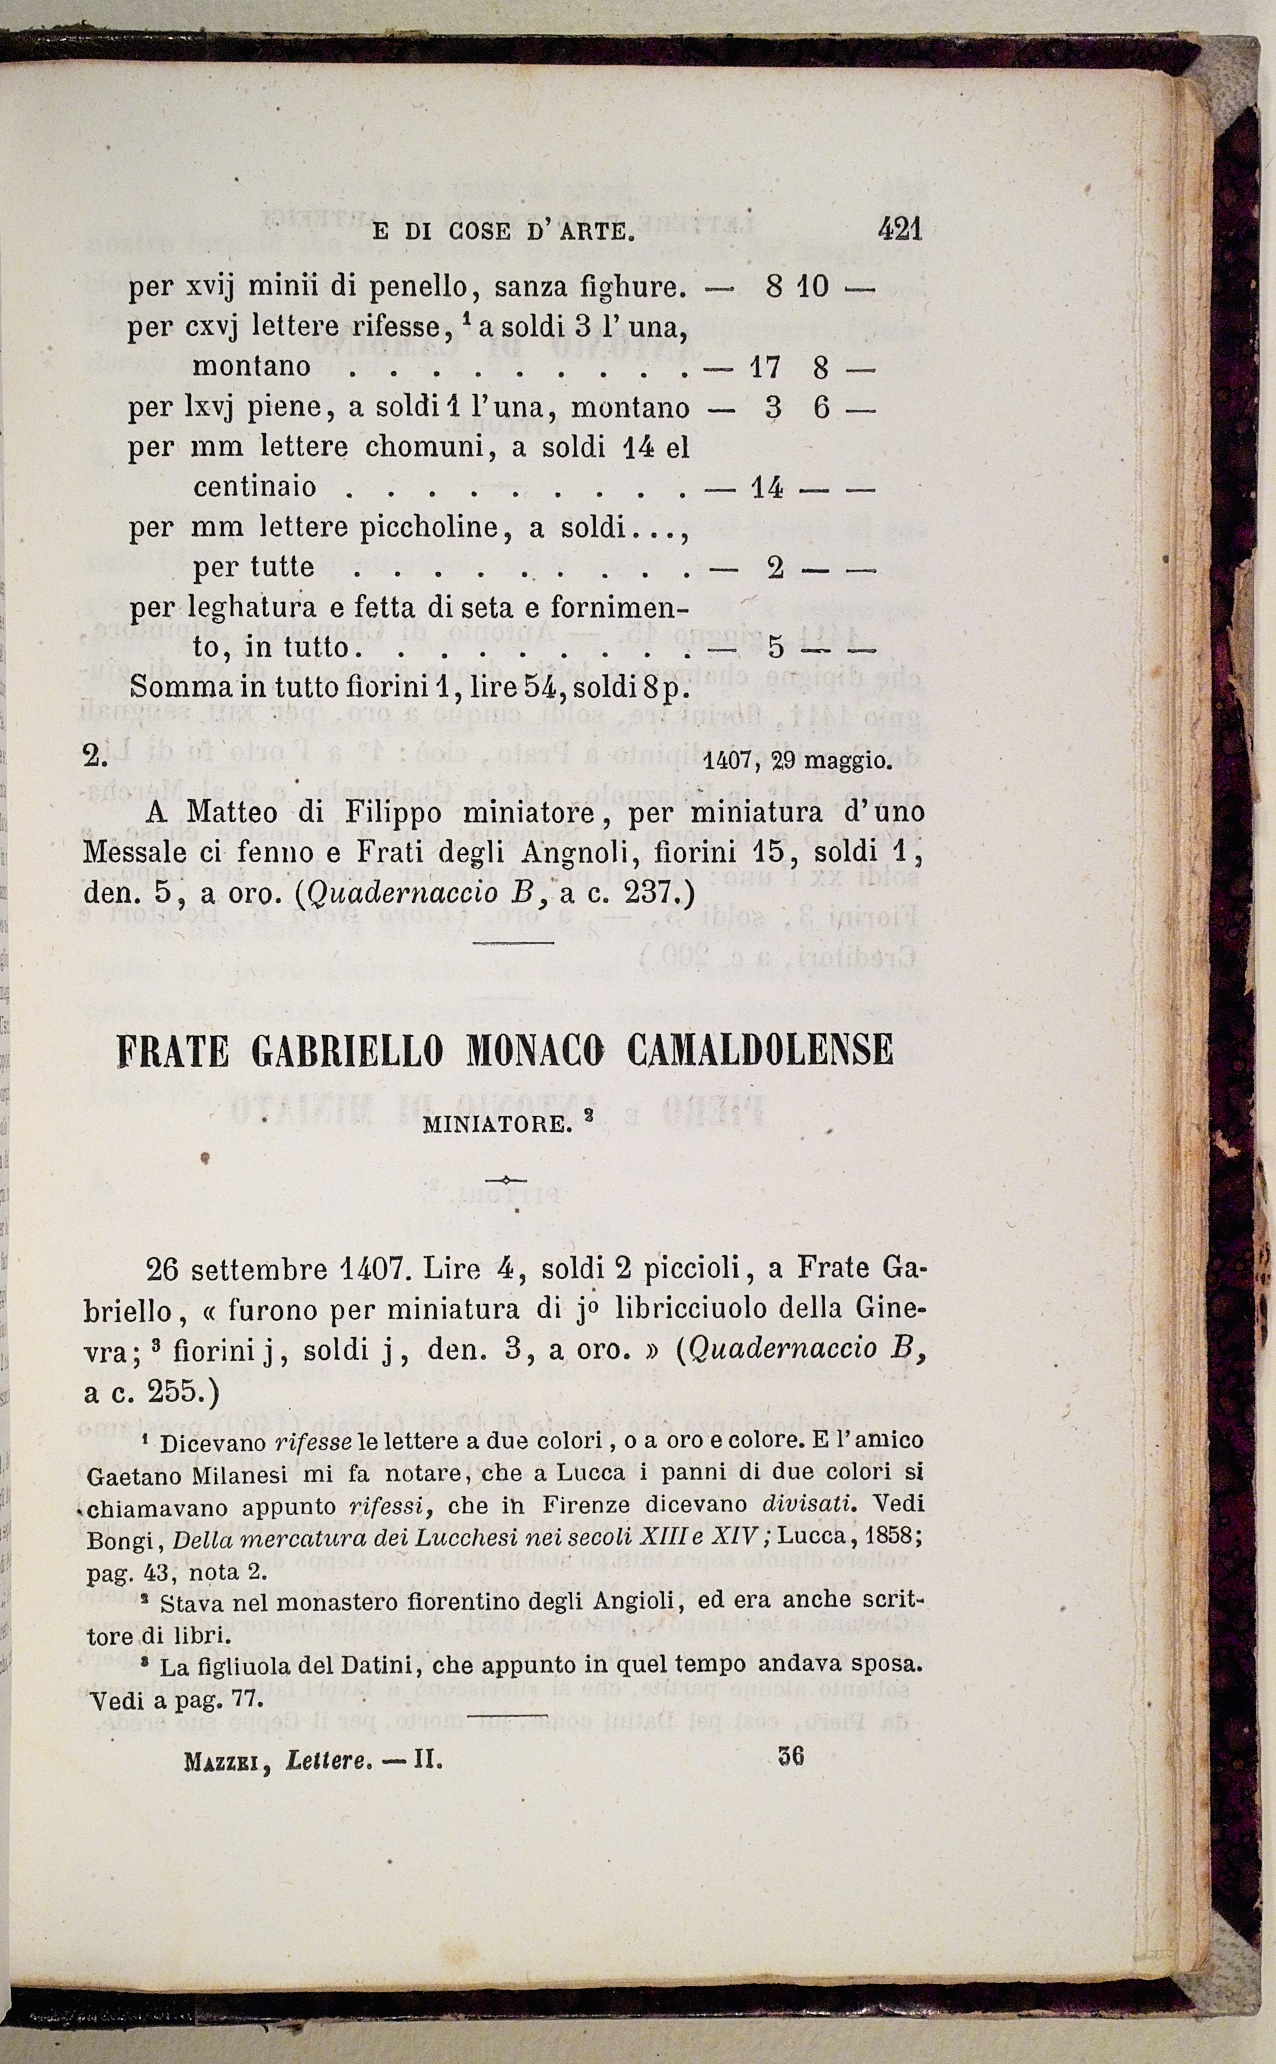 E DI COSE D'ARTE. 421
per xvij minii di penello, sanza fighure. — 8 10 —
per cxvj lettere rifesse, ¹ a soldi 3 l'una,
montano . . . . . . . . . — 17 8 —
per lxvj piene, a soldi 1 l'una, montano — 3 6 —
per mm lettere chomuni, a soldi 14 el
centinaio . . . . . . . . . — 14 — —
per mm lettere piccholine, a soldi...,
per tutte . . . . . . . . . — 2 — —
per leghatura e fetta di seta e fornimen-
to, in tutto. . . . . . . . . — 5 — —
Somma in tutto fiorini 1, lire 54, soldi 8 p.
2. 1407, 29 maggio.
A Matteo di Filippo miniatore, per miniatura d'uno
Messale ci fenno e Frati degli Angnoli, fiorini 15, soldi 1,
den. 5, a oro. (Quadernaccio B, a c. 237.)
FRATE GABRIELLO MONACO CAMALDOLENSE
MINIATORE. ²
26 settembre 1407. Lire 4, soldi 2 piccioli, a Frate Ga-
briello, « furono per miniatura di jº libricciuolo della Gine-
vra; ³ fiorini j, soldi j, den. 3, a oro. » (Quadernaccio B,
a c. 255.)
¹ Dicevano rifesse le lettere a due colori, o a oro e colore. E l'amico
Gaetano Milanesi mi fa notare, che a Lucca i panni di due colori si
chiamavano appunto rifessi, che in Firenze dicevano divisati. Vedi
Bongi, Della mercatura dei Lucchesi nei secoli XIII e XIV; Lucca, 1858;
pag. 43, nota 2.
² Stava nel monastero fiorentino degli Angioli, ed era anche scrit-
tore di libri.
³ La figliuola del Datini, che appunto in quel tempo andava sposa.
Vedi a pag. 77.
MAZZEI, Lettere. — II. 36